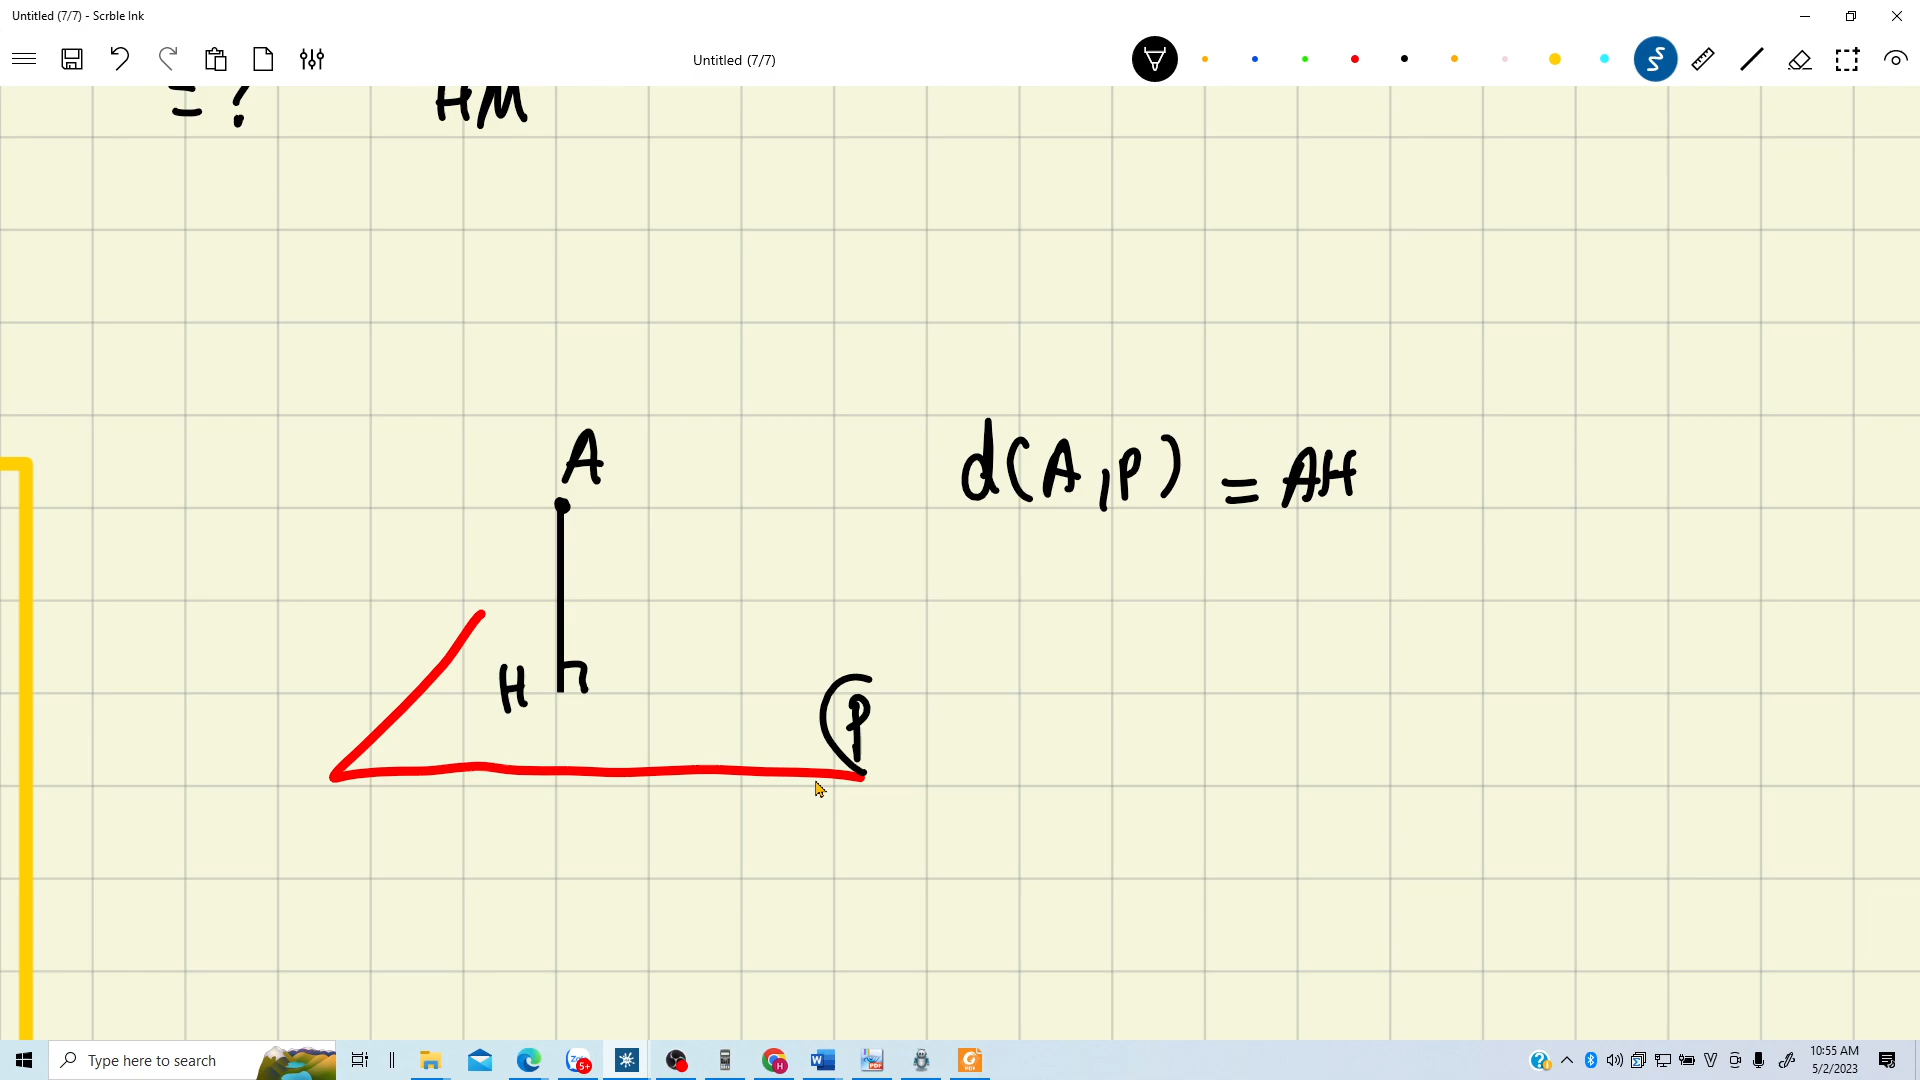 Untitled (7/7) - Scrble Ink
Untitled (7/7)
= ? HM
A
d(A,P) = AH
H
P
Type here to search
5+
10:55 AM
5/2/2023